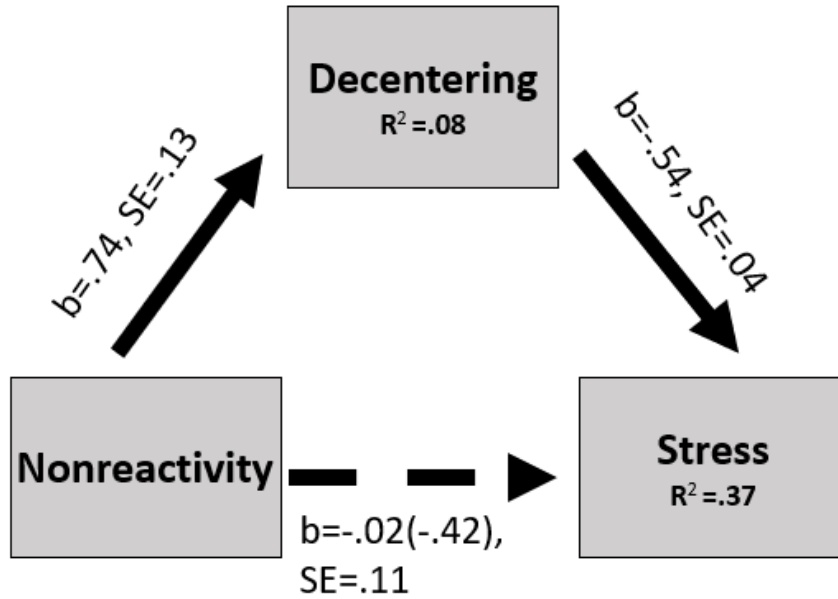 Decentering
R² =.08
b=.74, SE=.13
b=-.54, SE=.04
Nonreactivity
Stress
R² =.37
b=-.02(-.42),
SE=.11